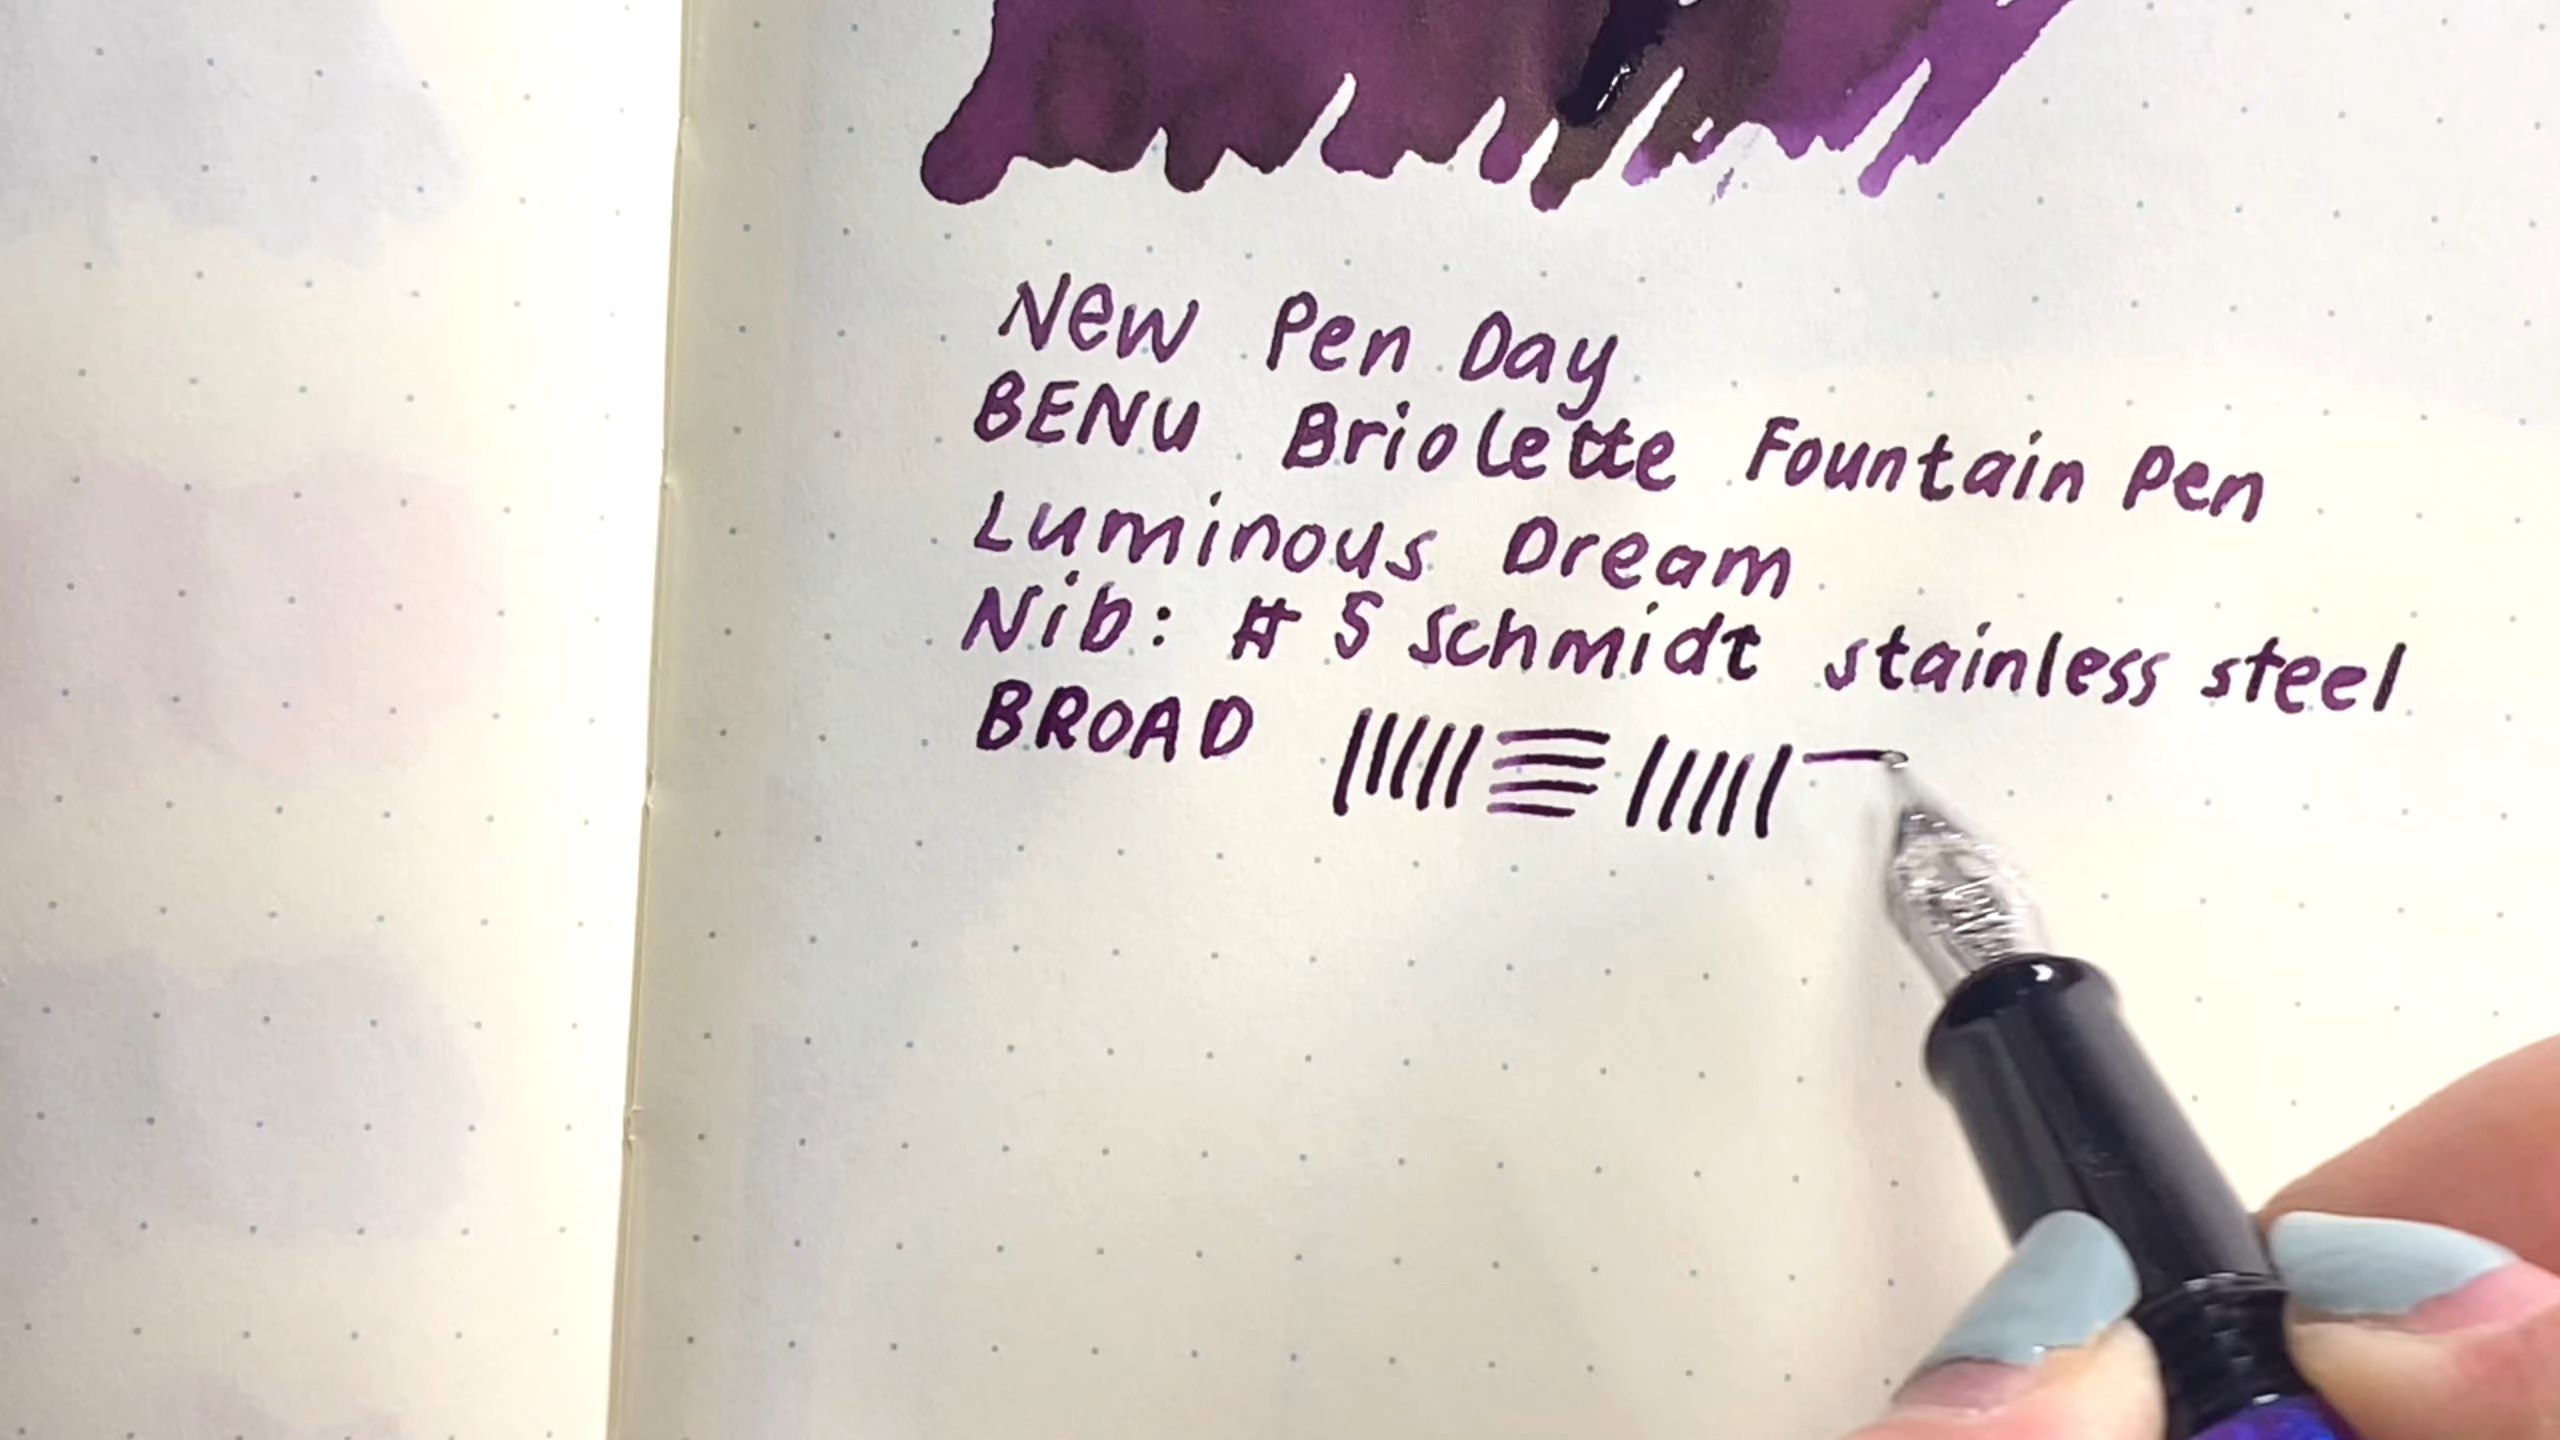 New Pen Day
BENU Briolette Fountain Pen
Luminous Dream
Nib: # 5 Schmidt stainless steel
BROAD